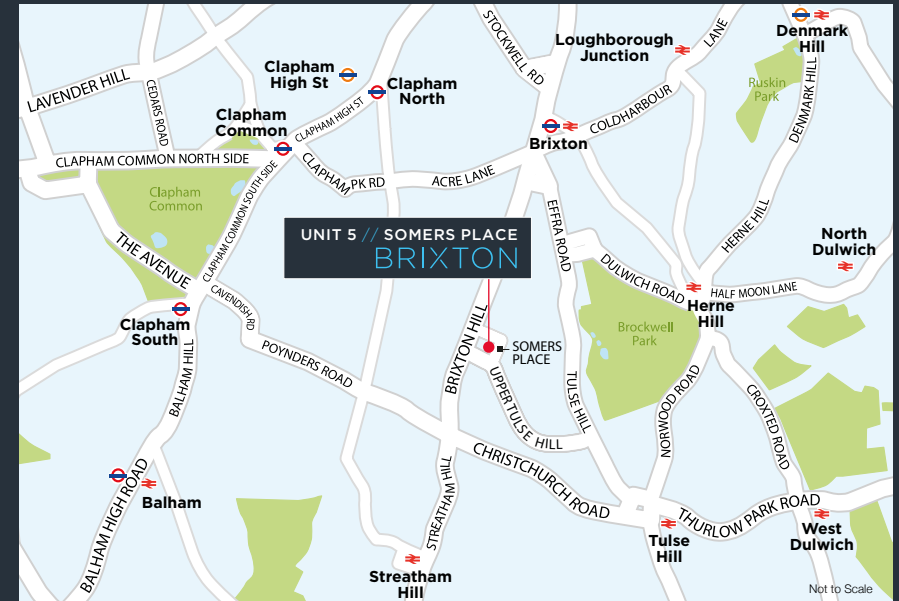 STOCKWELL RD
Loughborough
Junction
LANE
Denmark
Hill
Clapham
High St
Clapham
North
LAVENDER HILL
CEDARS ROAD
Ruskin
Park
DENMARK HILL
Clapham
Common
CLAPHAM HIGH ST
COLDHARBOUR
Brixton
CLAPHAM COMMON NORTH SIDE
CLAPHAM PK RD
ACRE LANE
Clapham
Common
CLAPHAM COMMON SOUTH SIDE
EFFRA ROAD
HERNE HILL
North
Dulwich
UNIT 5 // SOMERS PLACE
BRIXTON
THE AVENUE
DULWICH ROAD
HALF MOON LANE
CAVENDISH RD
Herne
Hill
Clapham
South
Brockwell
Park
BRIXTON HILL
SOMERS
PLACE
POYNDERS ROAD
BALHAM HILL
UPPER TULSE HILL
TULSE HILL
NORWOOD ROAD
CROXTED ROAD
CHRISTCHURCH ROAD
STREATHAM HILL
BALHAM HIGH ROAD
Balham
THURLOW PARK ROAD
Tulse
Hill
West
Dulwich
Streatham
Hill
Not to Scale